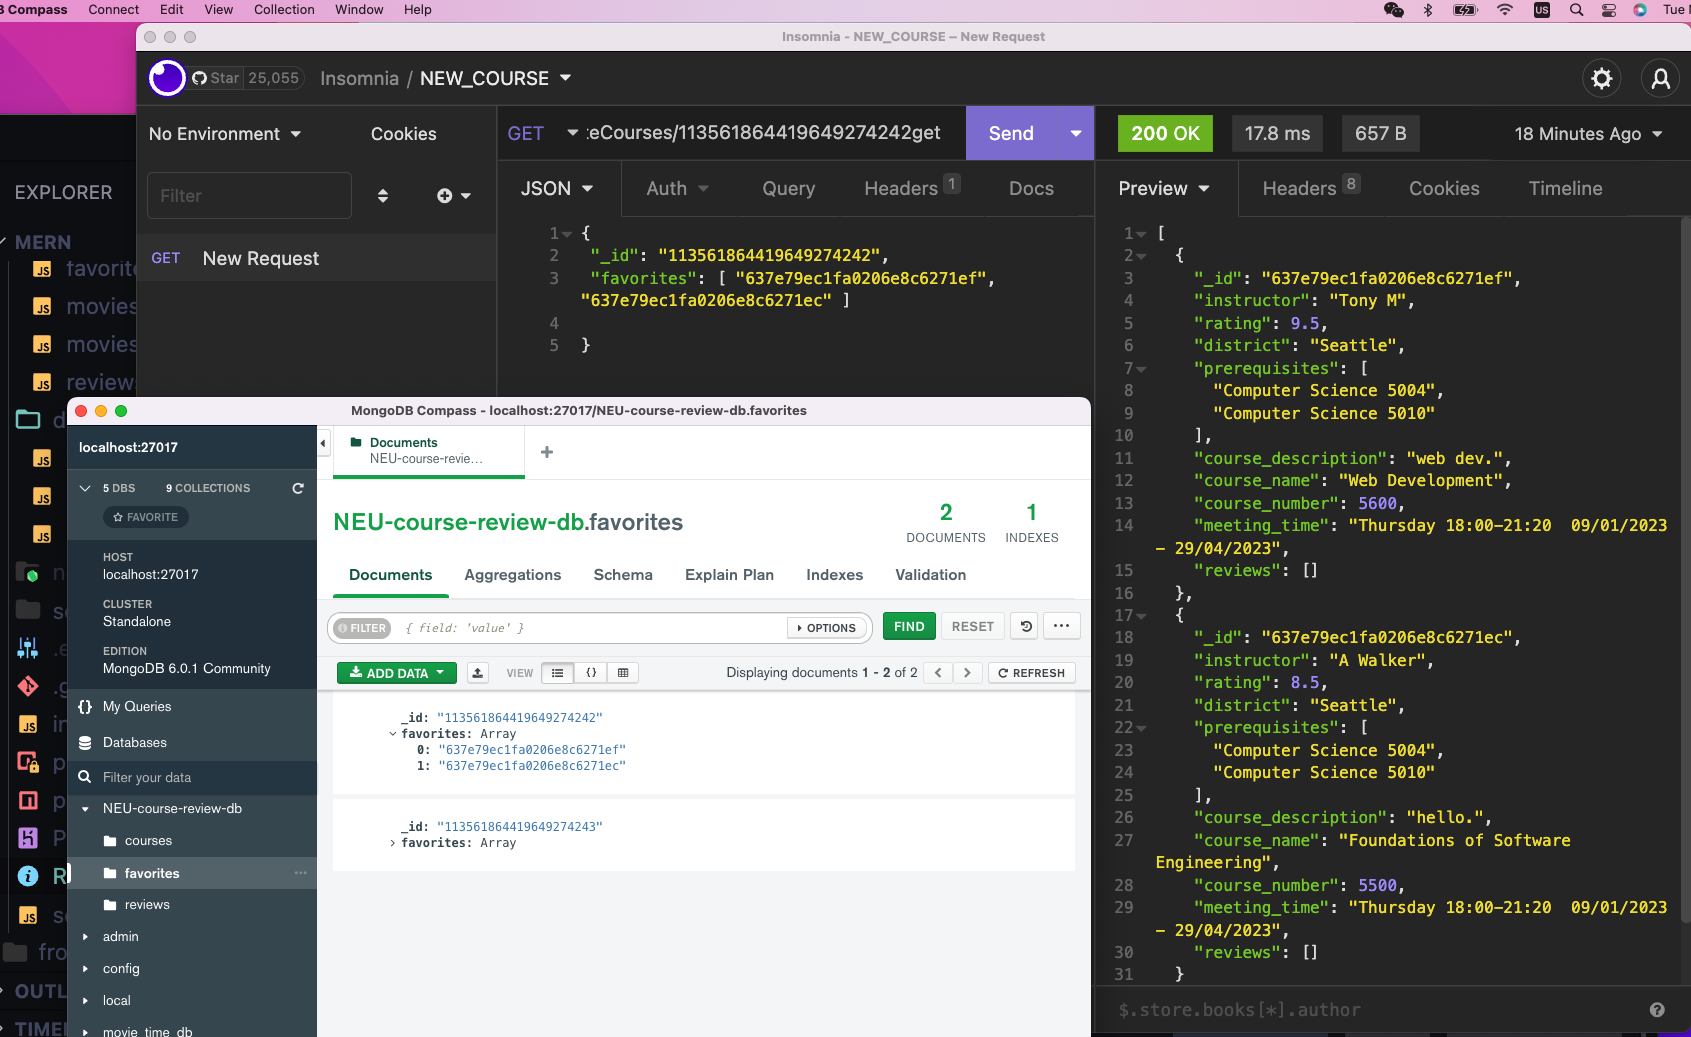 B Compass Connect Edit View Collection Window Help
US Tue
Insomnia - NEW_COURSE – New Request
Star 25,055 Insomnia / NEW_COURSE
No Environment Cookies
GET :eCourses/113561864419649274242get Send
200 OK 17.8 ms 657 B 18 Minutes Ago
Filter
JSON Auth Query Headers 1 Docs
Preview Headers 8 Cookies Timeline
GET New Request
1 {
2 "_id": "113561864419649274242",
3 "favorites": [ "637e79ec1fa0206e8c6271ef",
"637e79ec1fa0206e8c6271ec" ]
4
5 }
1 [
2 {
3 "_id": "637e79ec1fa0206e8c6271ef",
4 "instructor": "Tony M",
5 "rating": 9.5,
6 "district": "Seattle",
7 "prerequisites": [
8 "Computer Science 5004",
9 "Computer Science 5010"
10 ],
11 "course_description": "web dev.",
12 "course_name": "Web Development",
13 "course_number": 5600,
14 "meeting_time": "Thursday 18:00-21:20  09/01/2023
– 29/04/2023",
15 "reviews": []
16 },
17 {
18 "_id": "637e79ec1fa0206e8c6271ec",
19 "instructor": "A Walker",
20 "rating": 8.5,
21 "district": "Seattle",
22 "prerequisites": [
23 "Computer Science 5004",
24 "Computer Science 5010"
25 ],
26 "course_description": "hello.",
27 "course_name": "Foundations of Software
Engineering",
28 "course_number": 5500,
29 "meeting_time": "Thursday 18:00-21:20  09/01/2023
– 29/04/2023",
30 "reviews": []
31 }
$.store.books[*].author
EXPLORER
MERN
JS favorite
JS movies
JS movies
JS review
JS
JS
JS
JS
JS
OUTL
TIME
MongoDB Compass - localhost:27017/NEU-course-review-db.favorites
localhost:27017
5 DBS 9 COLLECTIONS
FAVORITE
HOST
localhost:27017
CLUSTER
Standalone
EDITION
MongoDB 6.0.1 Community
{} My Queries
Databases
Filter your data
NEU-course-review-db
courses
favorites
reviews
admin
config
local
movie_time_db
Documents
NEU-course-revie...
NEU-course-review-db.favorites
2 DOCUMENTS
1 INDEXES
Documents Aggregations Schema Explain Plan Indexes Validation
FILTER { field: 'value' } OPTIONS FIND RESET ...
ADD DATA VIEW {} Displaying documents 1 - 2 of 2 REFRESH
_id: "113561864419649274242"
favorites: Array
0: "637e79ec1fa0206e8c6271ef"
1: "637e79ec1fa0206e8c6271ec"
_id: "113561864419649274243"
favorites: Array